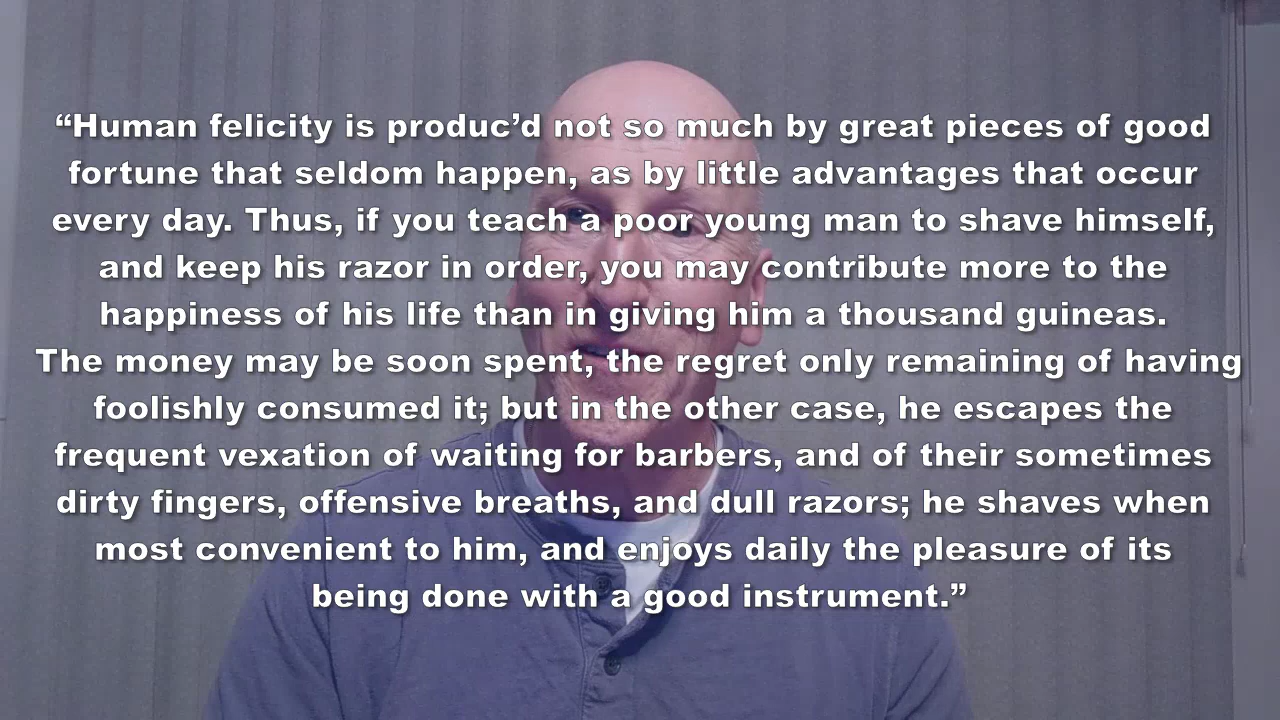 “Human felicity is produc’d not so much by great pieces of good
fortune that seldom happen, as by little advantages that occur
every day. Thus, if you teach a poor young man to shave himself,
and keep his razor in order, you may contribute more to the
happiness of his life than in giving him a thousand guineas.
The money may be soon spent, the regret only remaining of having
foolishly consumed it; but in the other case, he escapes the
frequent vexation of waiting for barbers, and of their sometimes
dirty fingers, offensive breaths, and dull razors; he shaves when
most convenient to him, and enjoys daily the pleasure of its
being done with a good instrument.”